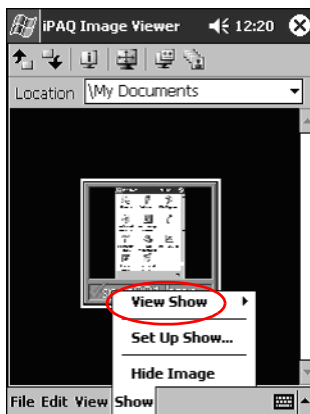 iPAQ Image Viewer 12:20
Location \My Documents
View Show
Set Up Show...
Hide Image
File Edit View Show